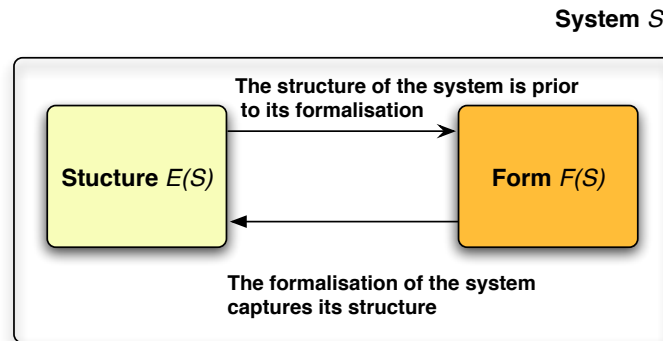 System S
The structure of the system is prior
to its formalisation
Stucture E(S)
Form F(S)
The formalisation of the system
captures its structure